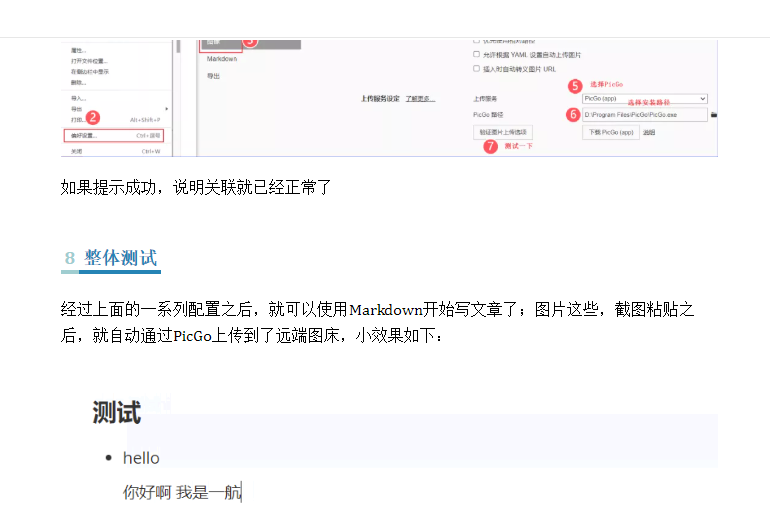 图像
3
仅使用相对路径
属性...
Markdown
允许根据 YAML 设置自动上传图片
打开文件位置...
在侧边栏中显示
导出
插入时自动转义图片 URL
删除...
5 选择PicGo
导入...
上传服务设定 了解更多...
上传服务
PicGo (app)
导出
选择安装路径
打印... Alt+Shift+P
2
PicGo 路径
6
D:\Program Files\PicGo\PicGo.exe
偏好设置... Ctrl+逗号
验证图片上传选项
下载 PicGo (app) 说明
关闭 Ctrl+W
7 测试一下
如果提示成功，说明关联就已经正常了
8 整体测试
经过上面的一系列配置之后，就可以使用Markdown开始写文章了；图片这些，截图粘贴之
后，就自动通过PicGo上传到了远端图床，小效果如下：
测试
hello
你好啊 我是一航